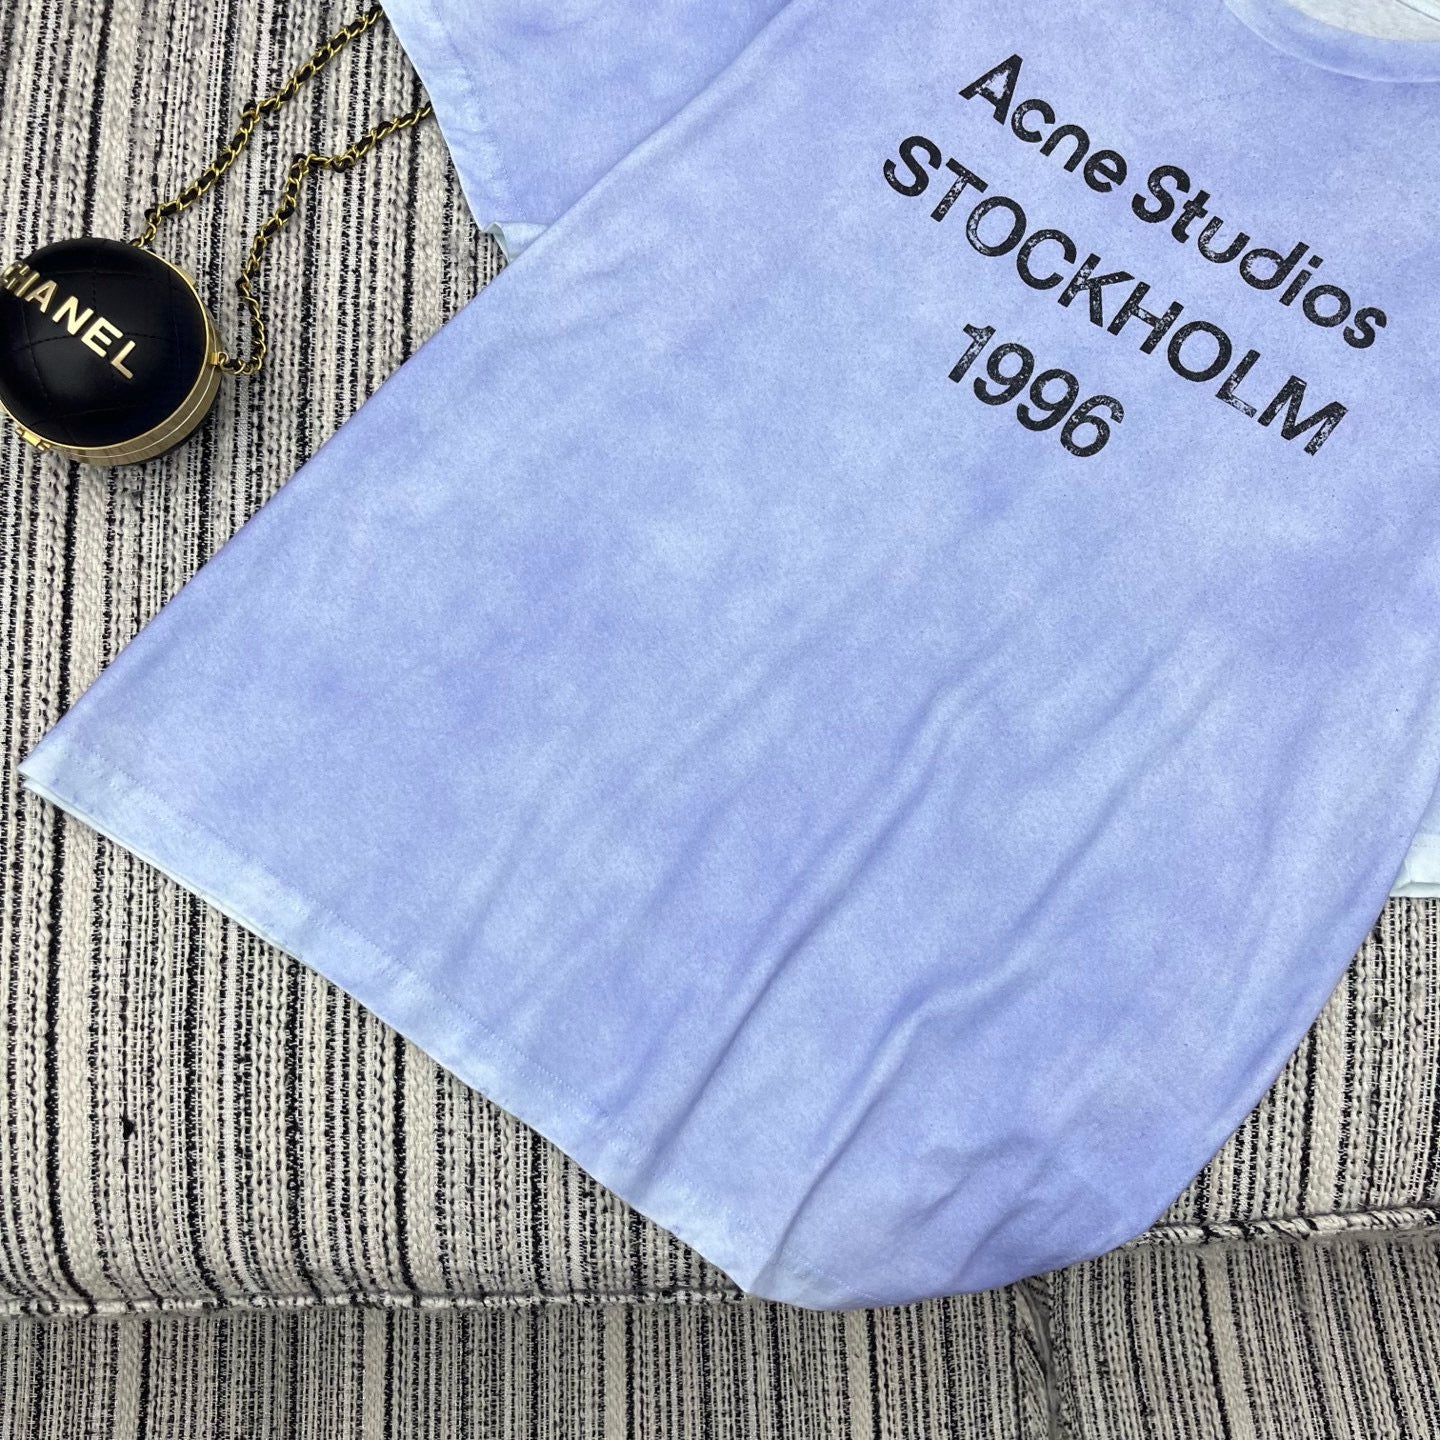 Acne Studios
STOCKHOLM
1996
CHANEL